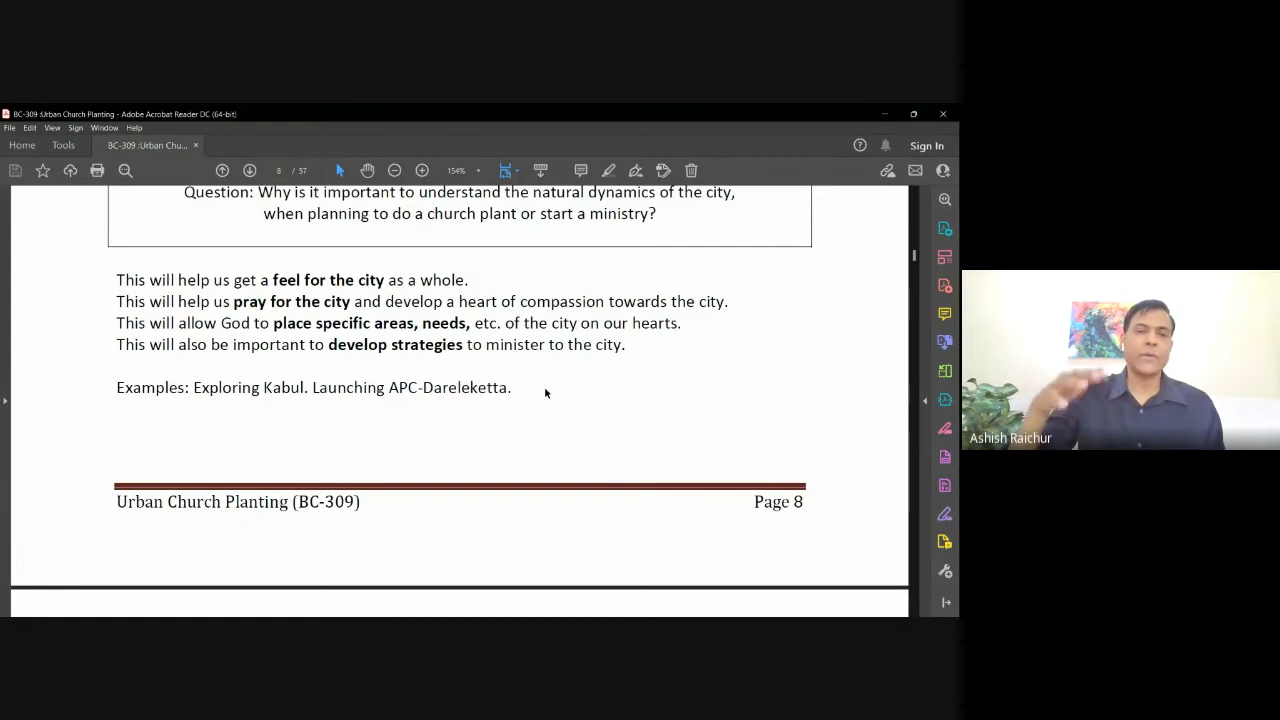 BC-309 :Urban Church Planting - Adobe Acrobat Reader DC (64-bit)
File Edit View Sign Window Help
Home Tools BC-309 :Urban Chu... × Sign In
8 / 57 154%
Question: Why is it important to understand the natural dynamics of the city,
when planning to do a church plant or start a ministry?
This will help us get a feel for the city as a whole.
This will help us pray for the city and develop a heart of compassion towards the city.
This will allow God to place specific areas, needs, etc. of the city on our hearts.
This will also be important to develop strategies to minister to the city.
Examples: Exploring Kabul. Launching APC-Dareleketta.
Urban Church Planting (BC-309) Page 8
Ashish Raichur